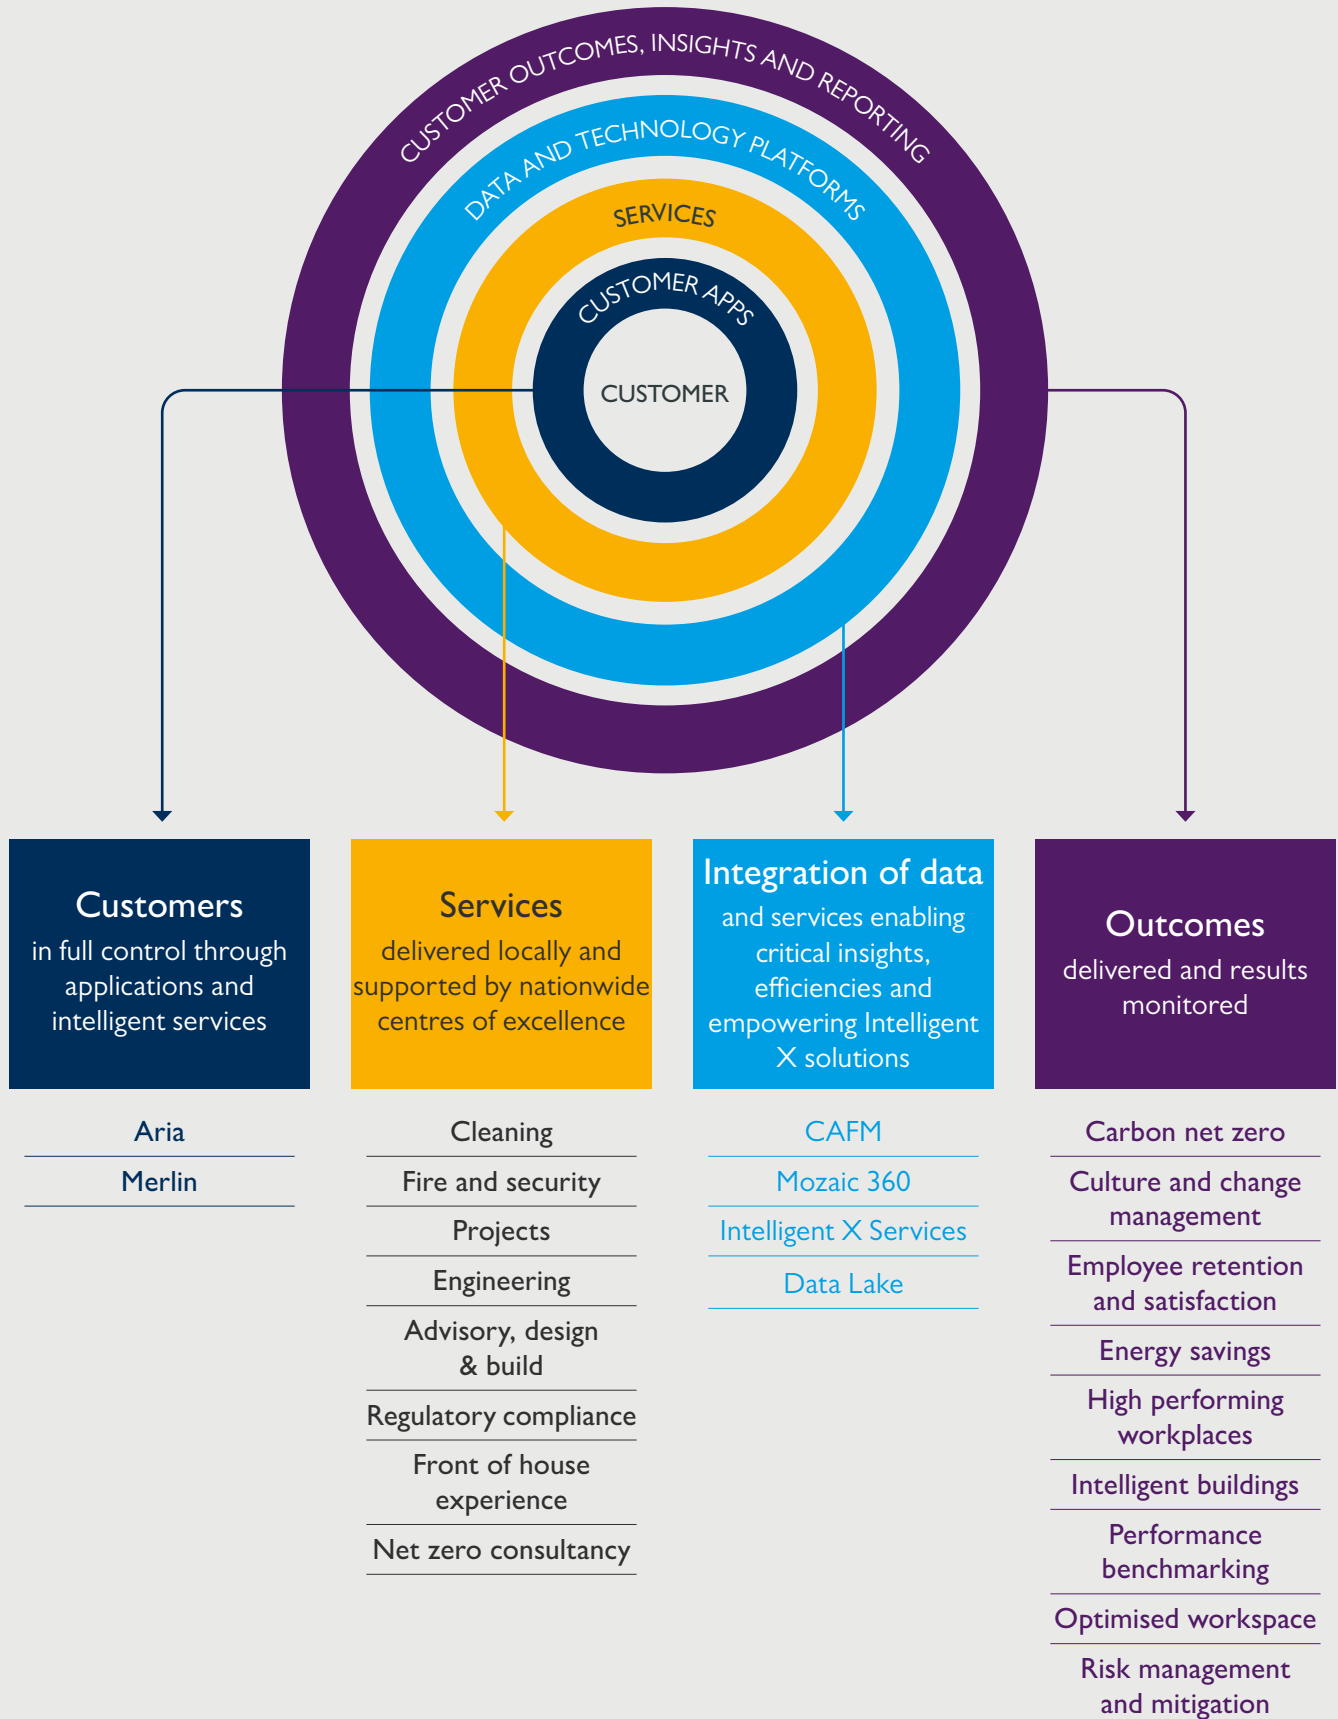 CUSTOMER OUTCOMES, INSIGHTS AND REPORTING
DATA AND TECHNOLOGY PLATFORMS
SERVICES
CUSTOMER APPS
CUSTOMER
Customers
in full control through
applications and
intelligent services
Aria
Merlin
Services
delivered locally and
supported by nationwide
centres of excellence
Cleaning
Fire and security
Projects
Engineering
Advisory, design
& build
Regulatory compliance
Front of house
experience
Net zero consultancy
Integration of data
and services enabling
critical insights,
efficiencies and
empowering Intelligent
X solutions
CAFM
Mozaic 360
Intelligent X Services
Data Lake
Outcomes
delivered and results
monitored
Carbon net zero
Culture and change
management
Employee retention
and satisfaction
Energy savings
High performing
workplaces
Intelligent buildings
Performance
benchmarking
Optimised workspace
Risk management
and mitigation